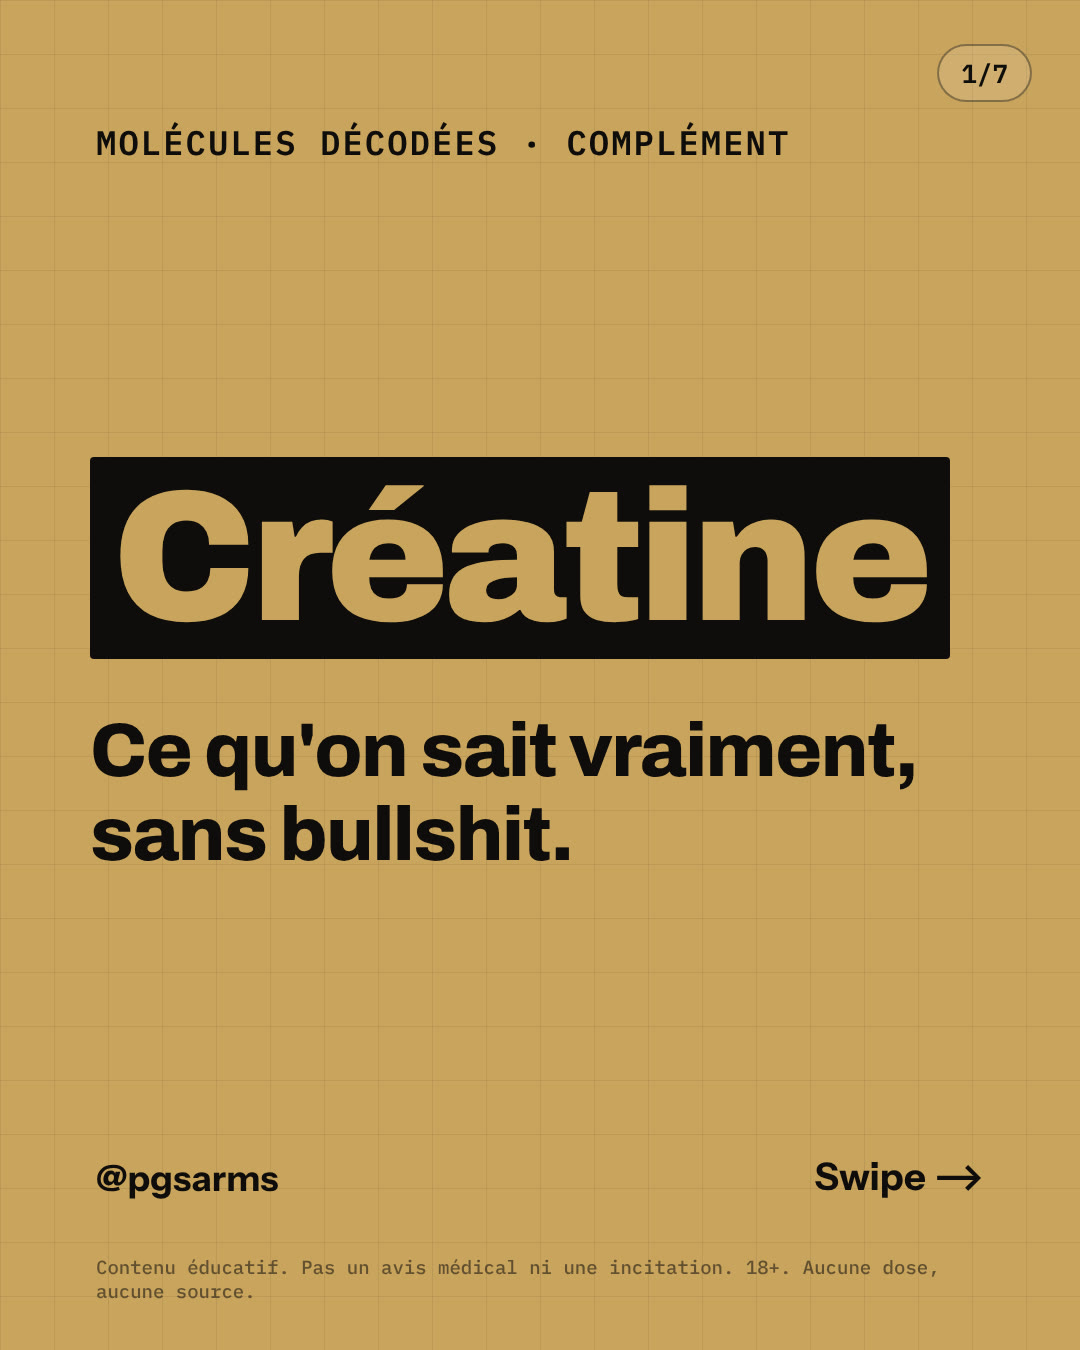 1/7
MOLÉCULES DÉCODÉES · COMPLÉMENT
Créatine
Ce qu'on sait vraiment,
sans bullshit.
@pgsarms
Swipe →
Contenu éducatif. Pas un avis médical ni une incitation. 18+. Aucune dose,
aucune source.